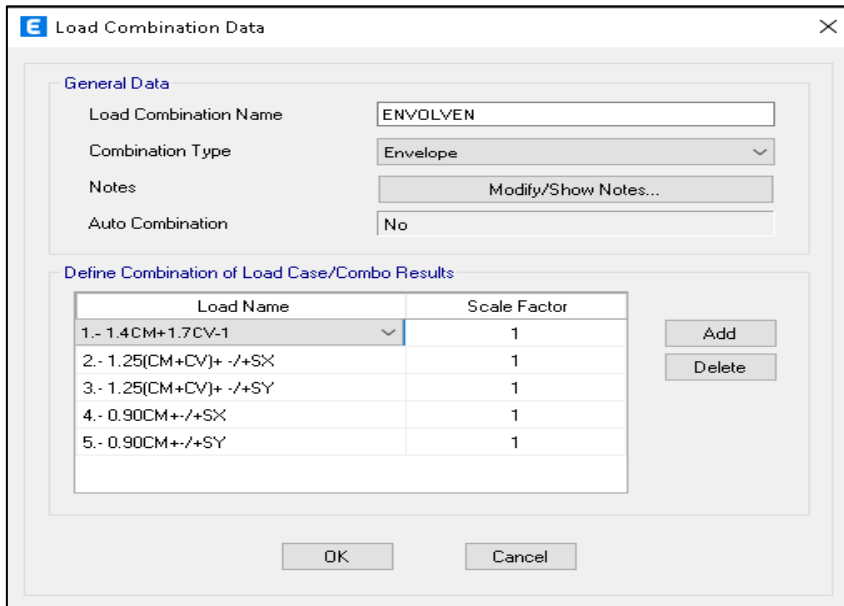 E Load Combination Data
General Data
Load Combination Name ENVOLVEN
Combination Type Envelope
Notes Modify/Show Notes...
Auto Combination No
Define Combination of Load Case/Combo Results
Load Name Scale Factor
1.- 1.4CM+1.7CV-1 1 Add
2.- 1.25(CM+CV)+ -/+SX 1 Delete
3.- 1.25(CM+CV)+ -/+SY 1
4.- 0.90CM+-/+SX 1
5.- 0.90CM+-/+SY 1
OK Cancel